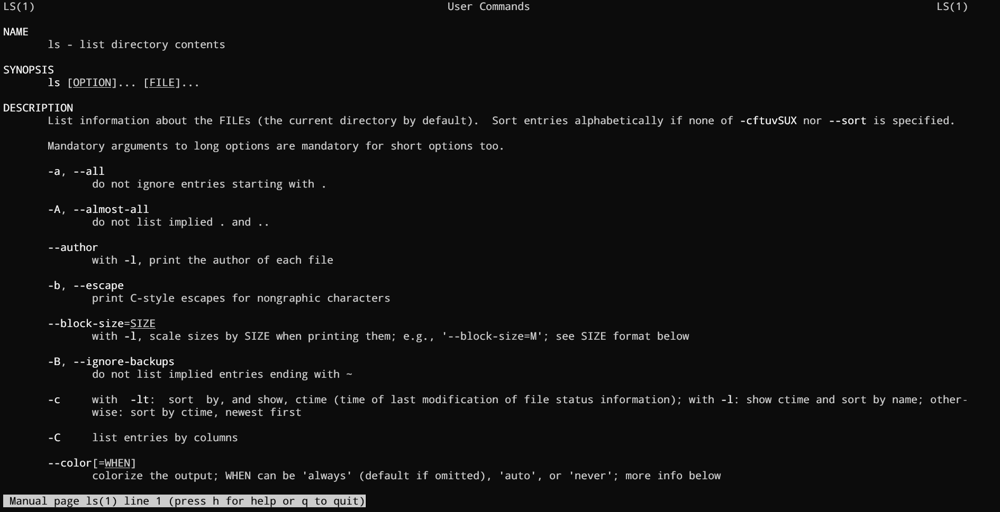 LS(1) User Commands LS(1)
NAME
ls - list directory contents
SYNOPSIS
ls [OPTION]... [FILE]...
DESCRIPTION
List information about the FILEs (the current directory by default).  Sort entries alphabetically if none of -cftuvSUX nor --sort is specified.
Mandatory arguments to long options are mandatory for short options too.
-a, --all
do not ignore entries starting with .
-A, --almost-all
do not list implied . and ..
--author
with -l, print the author of each file
-b, --escape
print C-style escapes for nongraphic characters
--block-size=SIZE
with -l, scale sizes by SIZE when printing them; e.g., '--block-size=M'; see SIZE format below
-B, --ignore-backups
do not list implied entries ending with ~
-c with  -lt:  sort  by, and show, ctime (time of last modification of file status information); with -l: show ctime and sort by name; other-
wise: sort by ctime, newest first
-C list entries by columns
--color[=WHEN]
colorize the output; WHEN can be 'always' (default if omitted), 'auto', or 'never'; more info below
Manual page ls(1) line 1 (press h for help or q to quit)